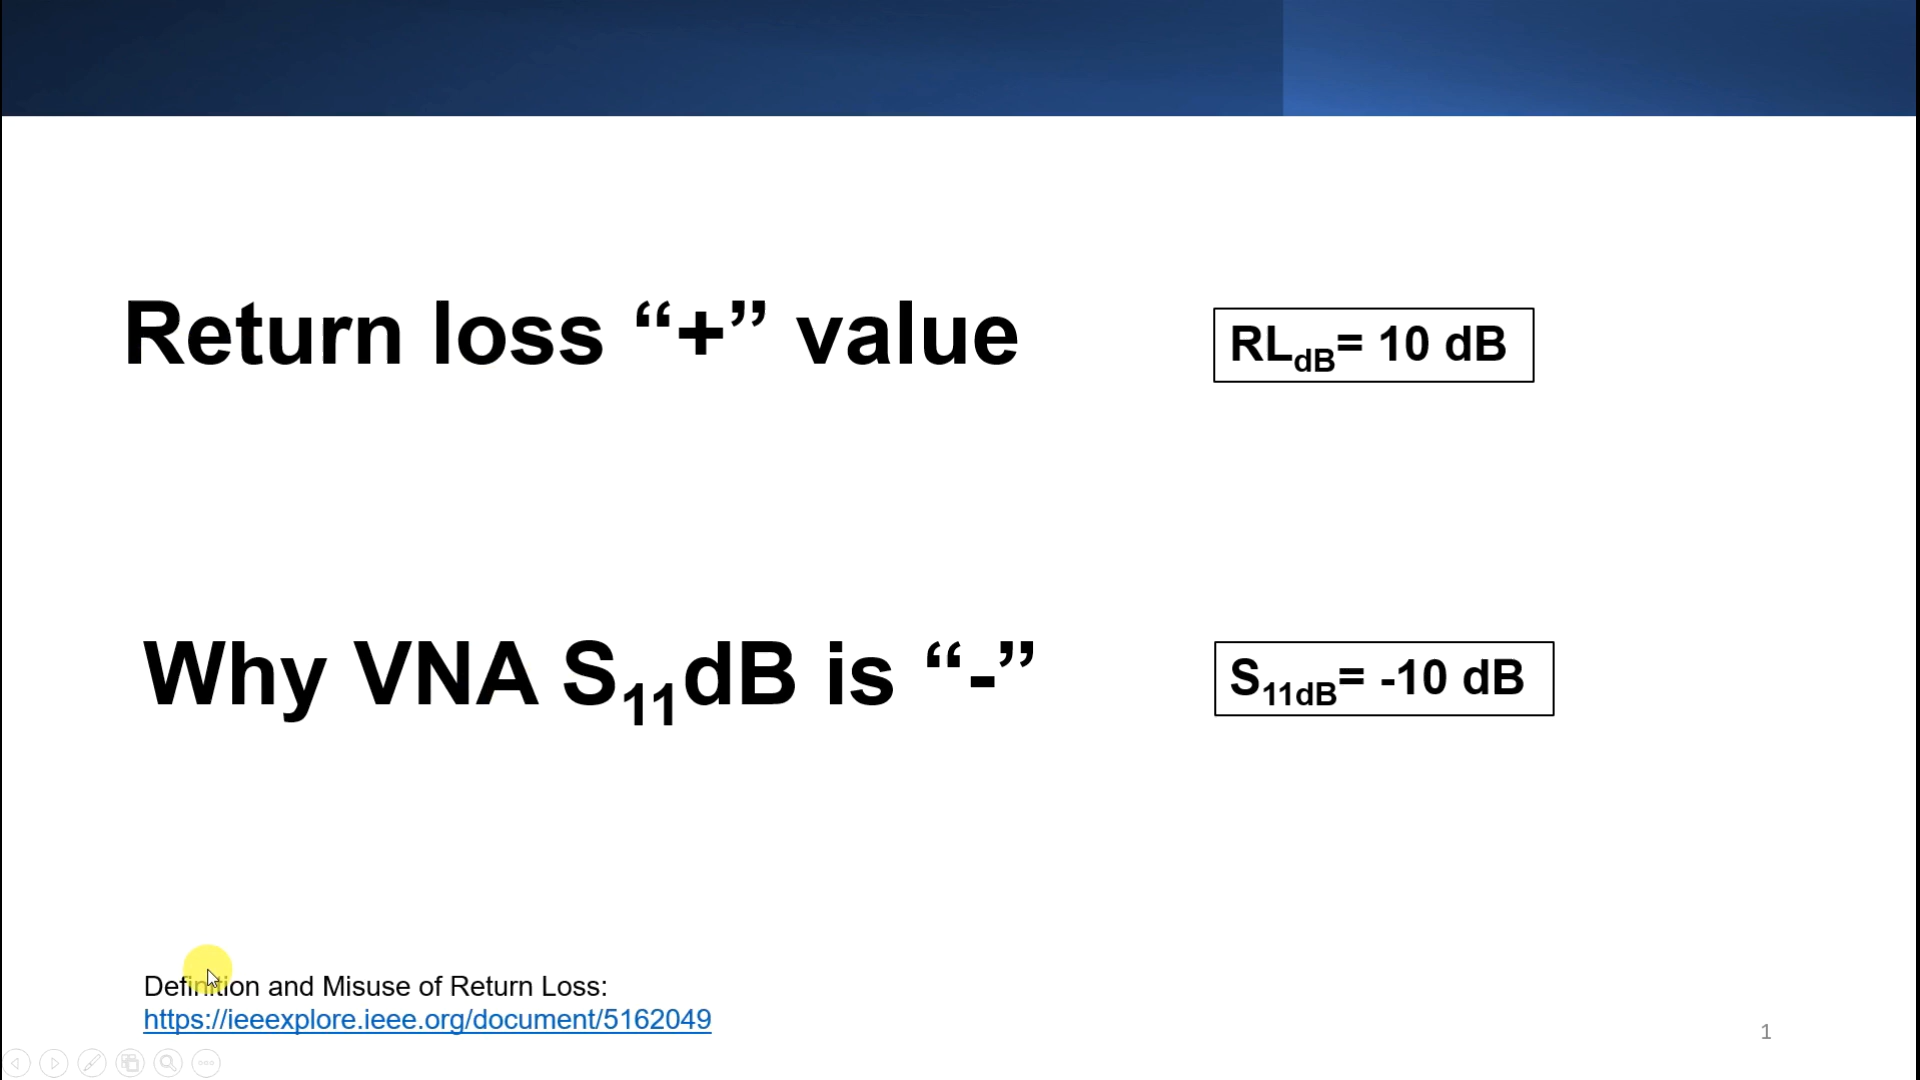 Return loss “+” value
RLdB= 10 dB
Why VNA S11dB is “-”
S11dB= -10 dB
Definition and Misuse of Return Loss:
https://ieeexplore.ieee.org/document/5162049
1